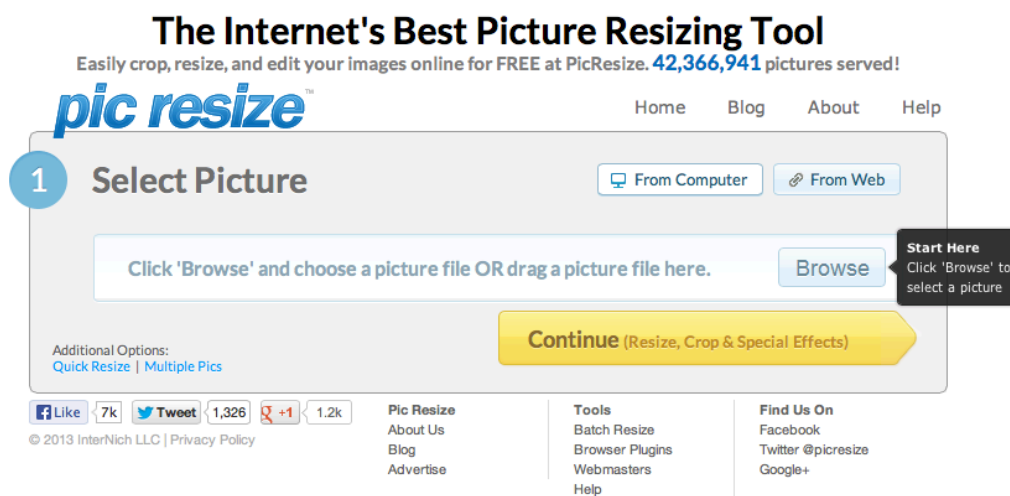 The Internet's Best Picture Resizing Tool
Easily crop, resize, and edit your images online for FREE at PicResize. 42,366,941 pictures served!
pic resize™
Home Blog About Help
1 Select Picture
From Computer From Web
Click 'Browse' and choose a picture file OR drag a picture file here.
Browse
Start Here
Click 'Browse' to
select a picture
Continue (Resize, Crop & Special Effects)
Additional Options:
Quick Resize | Multiple Pics
Like 7k Tweet 1,326 +1 1.2k
© 2013 InterNich LLC | Privacy Policy
Pic Resize
About Us
Blog
Advertise
Tools
Batch Resize
Browser Plugins
Webmasters
Help
Find Us On
Facebook
Twitter @picresize
Google+